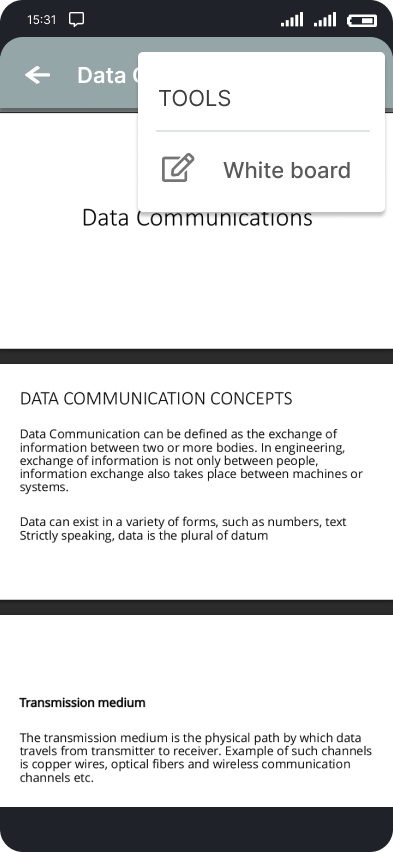 15:31
Data C
TOOLS
White board
Data Communications
DATA COMMUNICATION CONCEPTS
Data Communication can be defined as the exchange of
information between two or more bodies. In engineering,
exchange of information is not only between people,
information exchange also takes place between machines or
systems.
Data can exist in a variety of forms, such as numbers, text
Strictly speaking, data is the plural of datum
Transmission medium
The transmission medium is the physical path by which data
travels from transmitter to receiver. Example of such channels
is copper wires, optical fibers and wireless communication
channels etc.